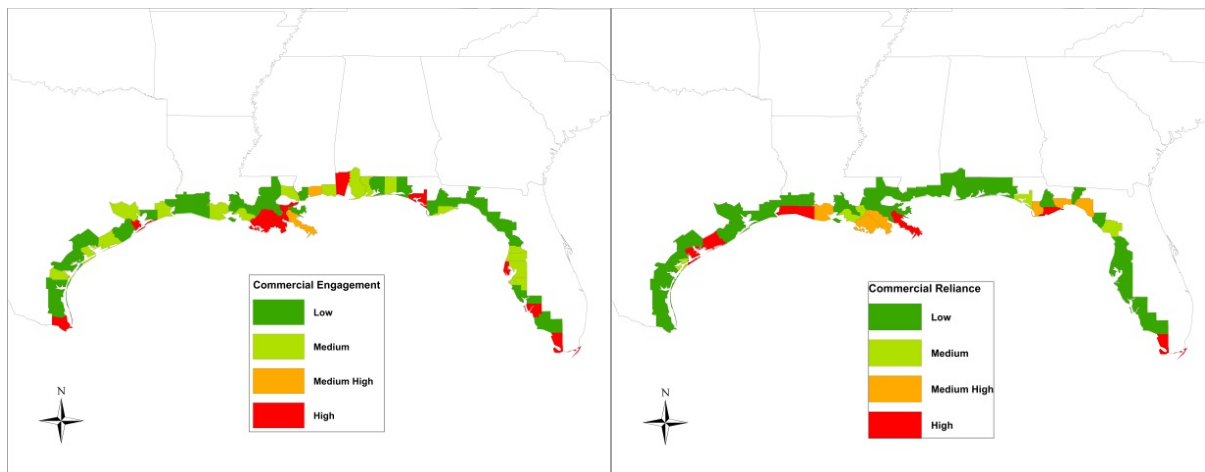 Commercial Engagement
Low
Medium
Medium High
High
N
Commercial Reliance
Low
Medium
Medium High
High
N